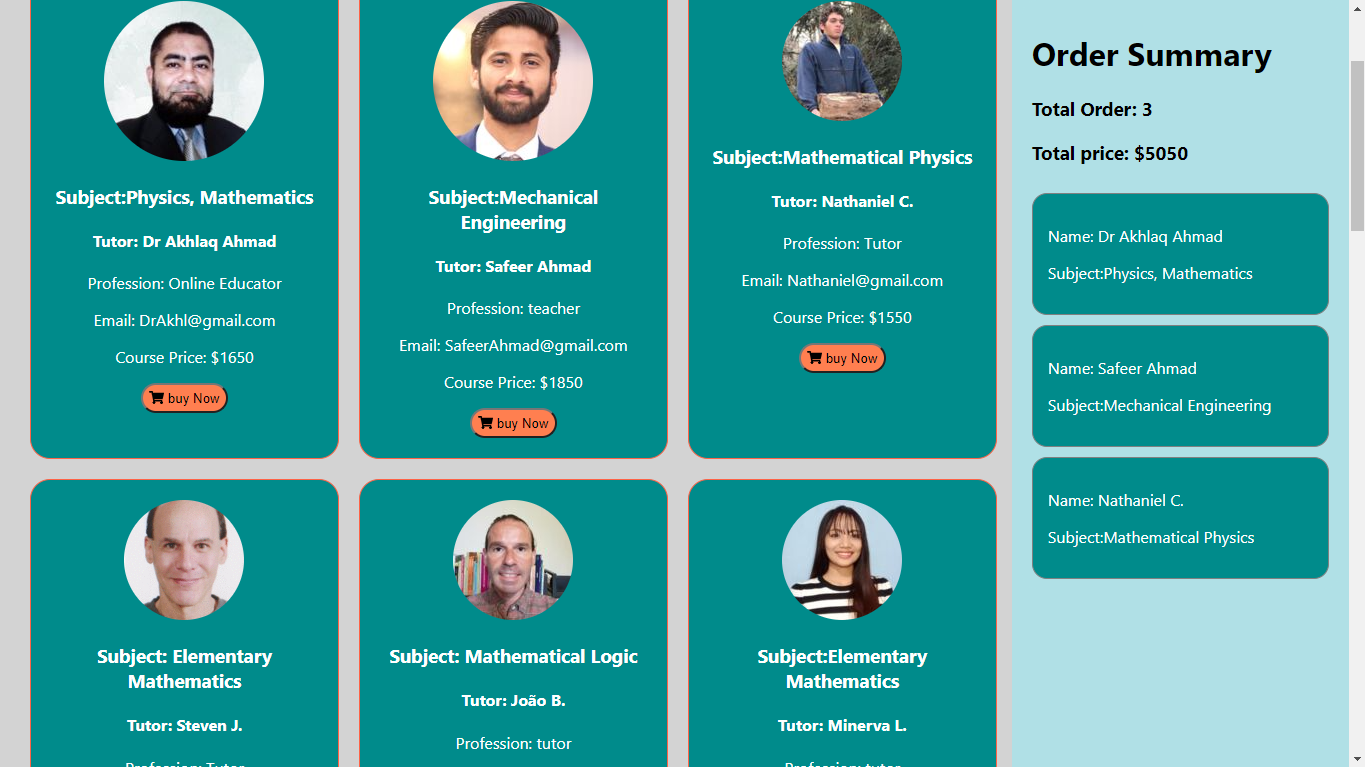 Subject:Physics, Mathematics
Tutor: Dr Akhlaq Ahmad
Profession: Online Educator
Email: DrAkhl@gmail.com
Course Price: $1650
buy Now
Subject:Mechanical
Engineering
Tutor: Safeer Ahmad
Profession: teacher
Email: SafeerAhmad@gmail.com
Course Price: $1850
buy Now
Subject:Mathematical Physics
Tutor: Nathaniel C.
Profession: Tutor
Email: Nathaniel@gmail.com
Course Price: $1550
buy Now
Subject: Elementary
Mathematics
Tutor: Steven J.
Profession: Tutor
Subject: Mathematical Logic
Tutor: João B.
Profession: tutor
Subject:Elementary
Mathematics
Tutor: Minerva L.
Profession: tutor
Order Summary
Total Order: 3
Total price: $5050
Name: Dr Akhlaq Ahmad
Subject:Physics, Mathematics
Name: Safeer Ahmad
Subject:Mechanical Engineering
Name: Nathaniel C.
Subject:Mathematical Physics